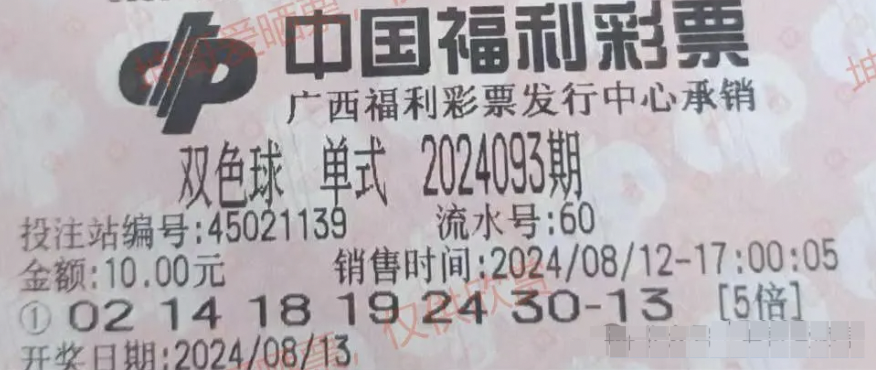 中国福利彩票
广西福利彩票发行中心承销
双色球 单式 2024093期
投注站编号:45021139 流水号:60
金额:10.00元 销售时间:2024/08/12-17:00:05
① 02 14 18 19 24 30-13 [5倍]
开奖日期:2024/08/13